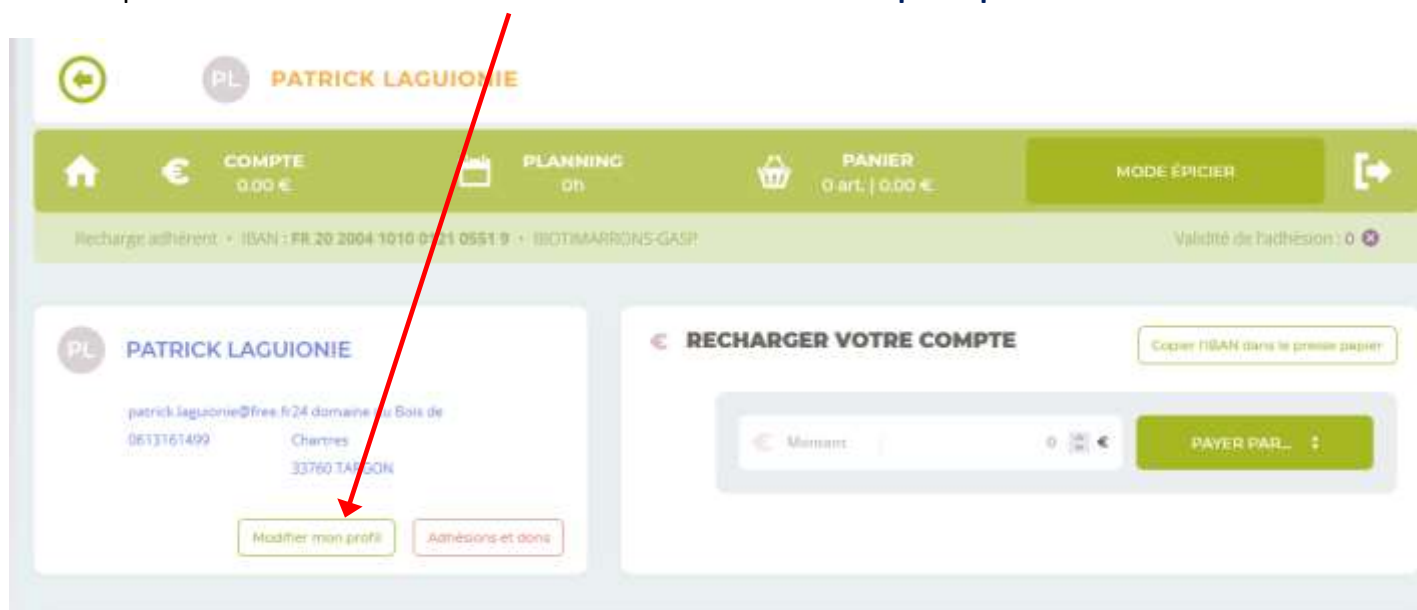 PL PATRICK LAGUIONIE
COMPTE
0.00 €
PLANNING
0h
PANIER
0 art. | 0.00 €
MODE ÉPICIER
Recharge adhérent • IBAN : FR 20 2004 1010 0121 0551 9 • IBIOTIMARRONS-GASP
Validité de l'adhésion : 0
PL PATRICK LAGUIONIE
patrick.laguionie@free.fr 24 domaine du Bois de
0613161499 Chartres
33760 TARGON
Modifier mon profil
Adhésions et dons
€ RECHARGER VOTRE COMPTE
Copier l'IBAN dans le presse papier
€ Montant 0 €
PAYER PAR...